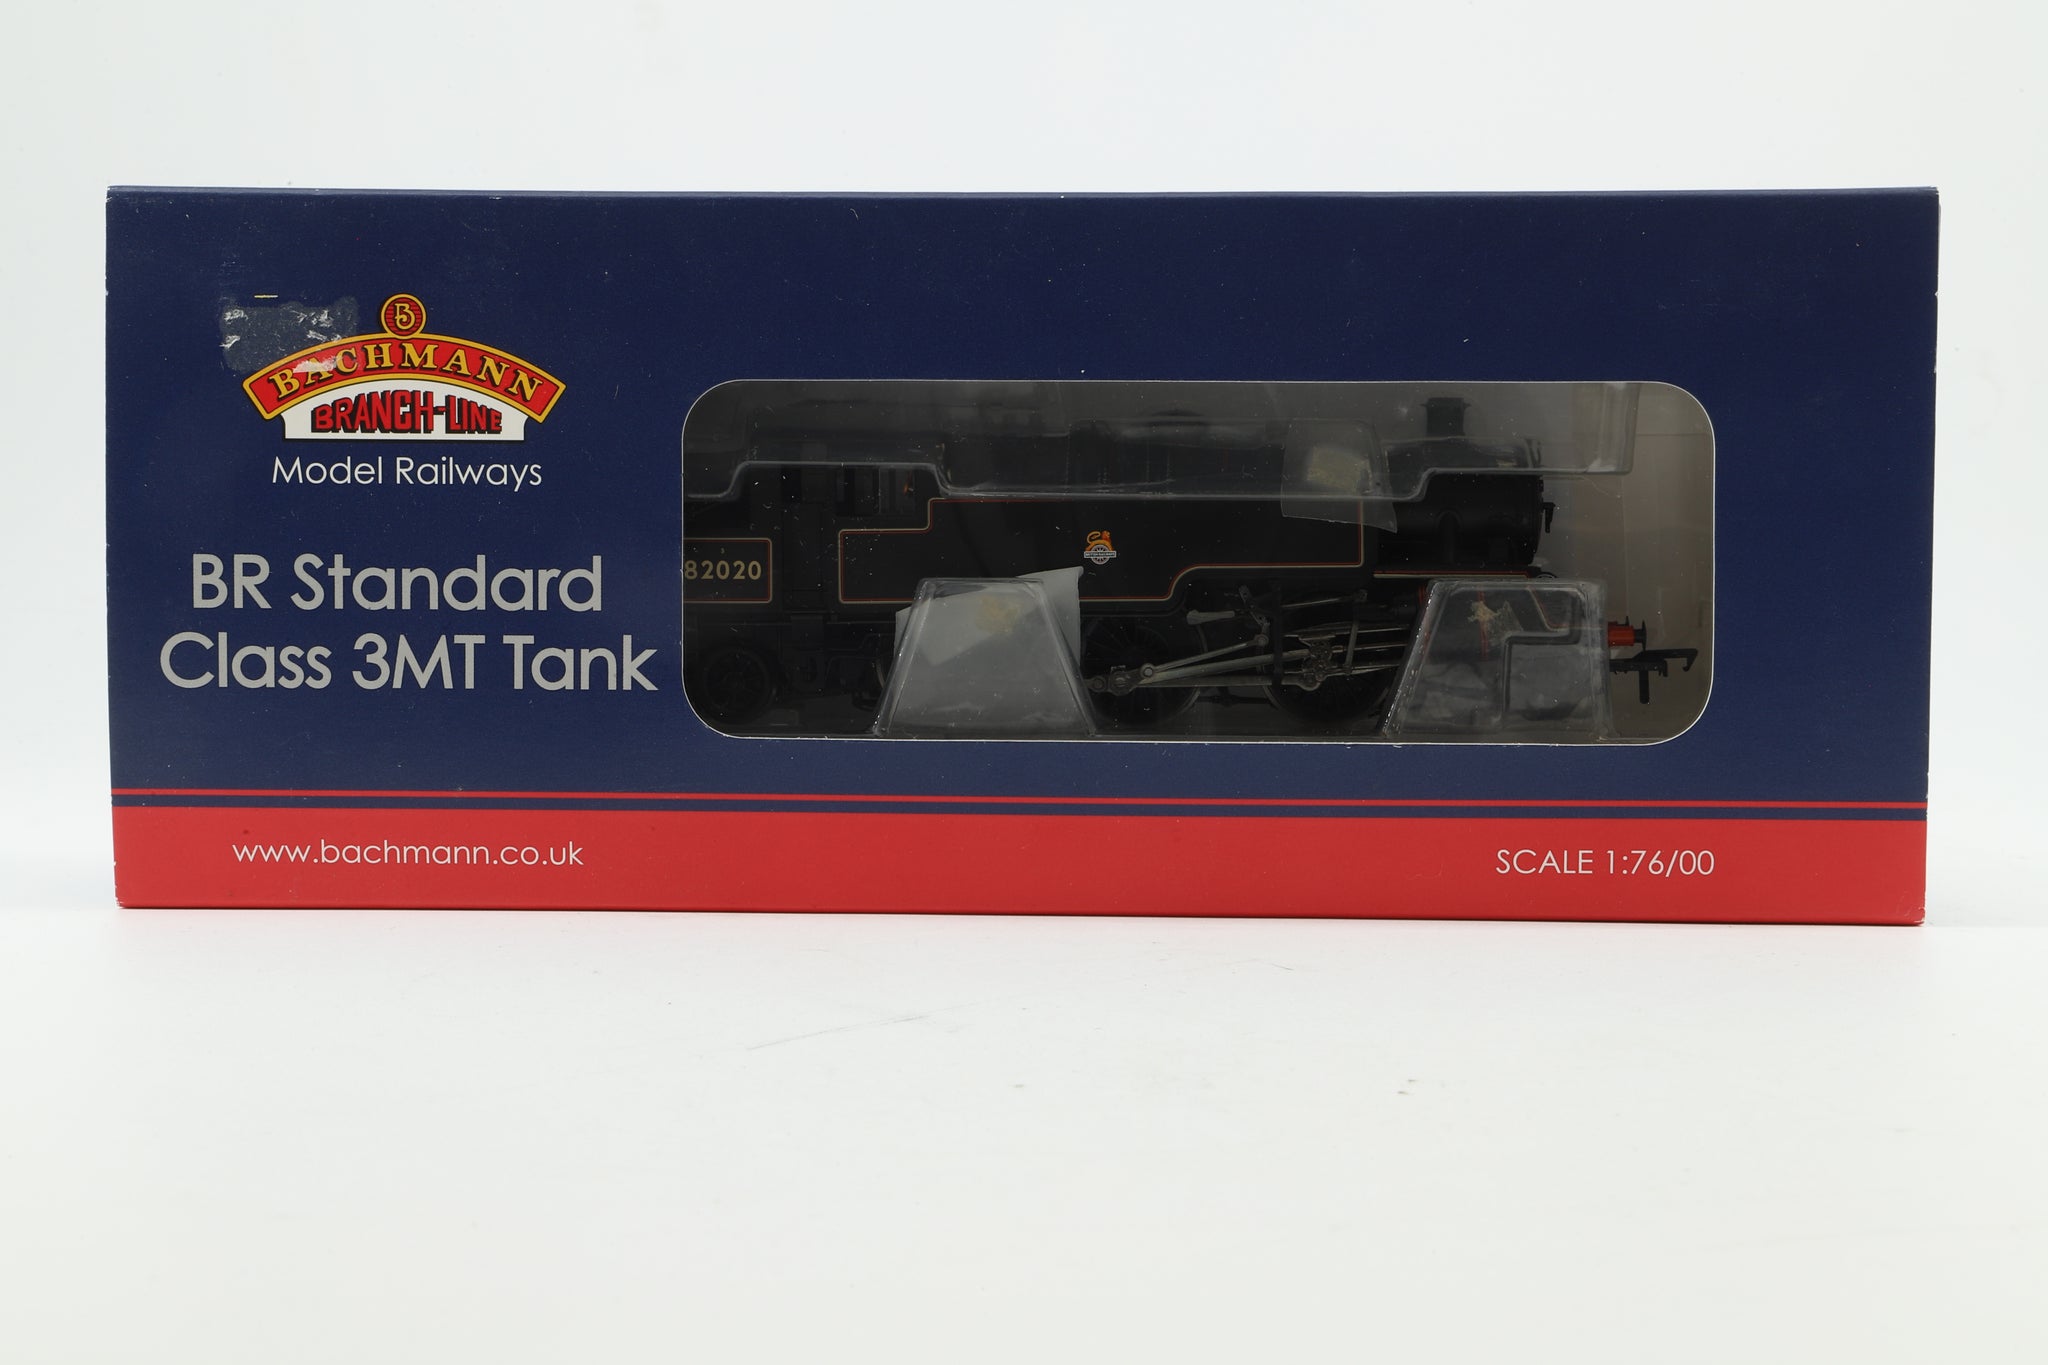 B
BACHMANN
BRANCH-LINE
Model Railways
BR Standard
Class 3MT Tank
82020
www.bachmann.co.uk
SCALE 1:76/00